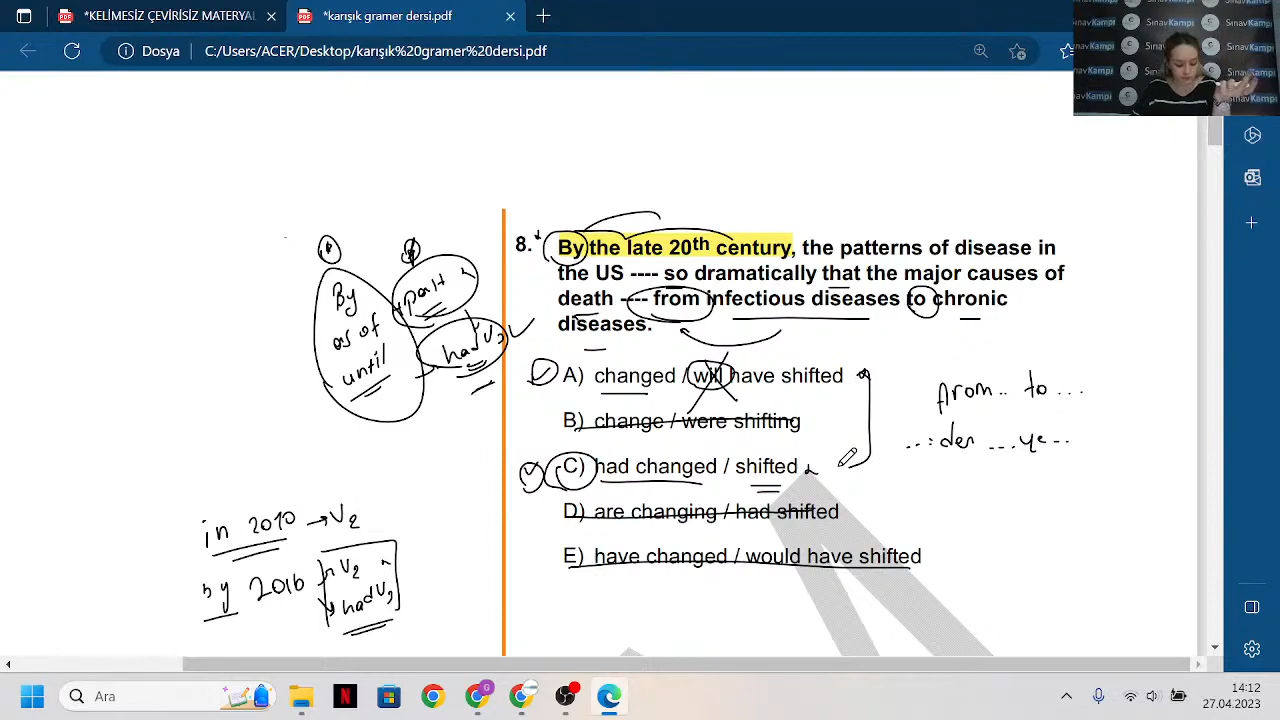 *KELİMESİZ ÇEVİRİSİZ MATERYAL
*karışık gramer dersi.pdf
Dosya
C:/Users/ACER/Desktop/karışık%20gramer%20dersi.pdf
SınavKampı
8.
By the late 20th century, the patterns of disease in
the US ---- so dramatically that the major causes of
death ---- from infectious diseases to chronic
diseases.
A) changed / will have shifted
B) change / were shifting
C) had changed / shifted
D) are changing / had shifted
E) have changed / would have shifted
By
as of
until
past
had V3
in 2010 → V2
by 2016
V2
had V3
from.. to ...
...den ...ye...
Ara
14:12
27.04.2023